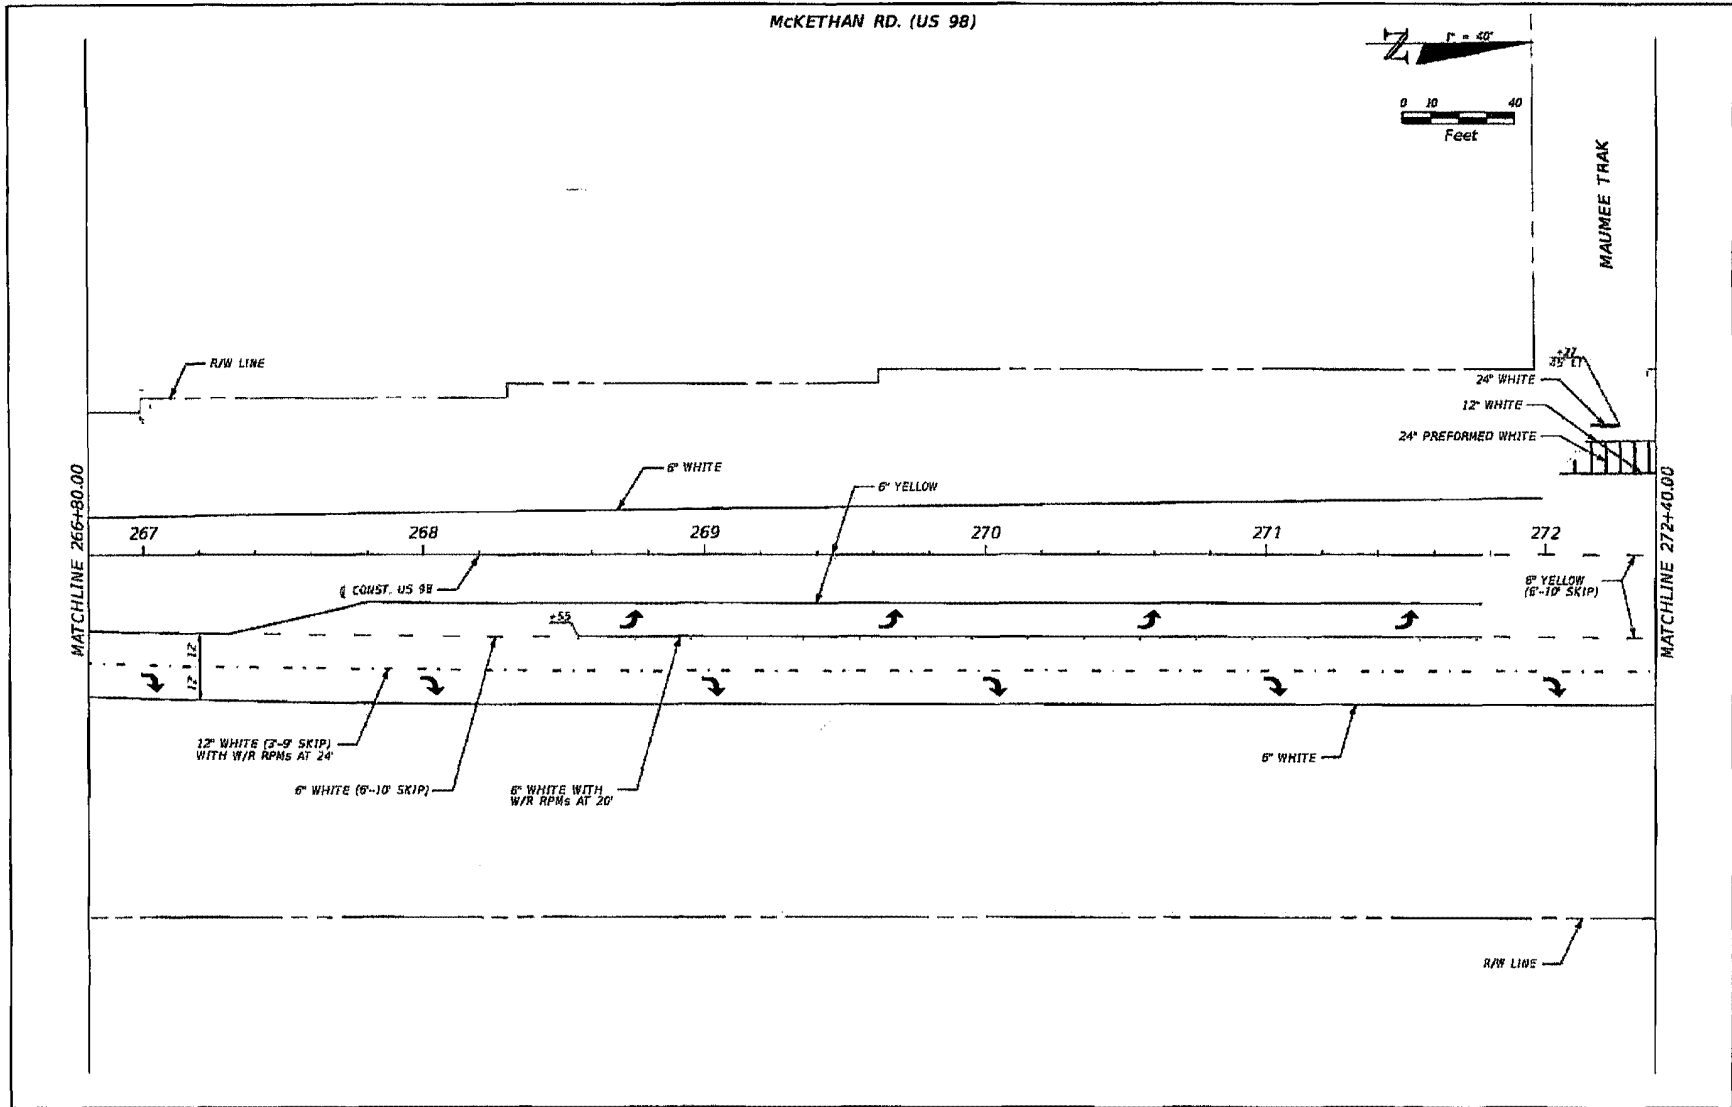 McKETHAN RD. (US 98)
N
1" = 40'
0 10 40
Feet
MAUMEE TRAK
R/W LINE
+27
45' LT
24" WHITE
12" WHITE
24" PREFORMED WHITE
6" WHITE
6" YELLOW
MATCHLINE 266+80.00
267 268 269 270 271 272
MATCHLINE 272+40.00
℄ CONST. US 98
6" YELLOW
(6'-10' SKIP)
+55
12'
12'
12" WHITE (3'-9' SKIP)
WITH W/R RPMs AT 24'
6" WHITE (6'-10' SKIP)
6" WHITE WITH
W/R RPMs AT 20'
6" WHITE
R/W LINE